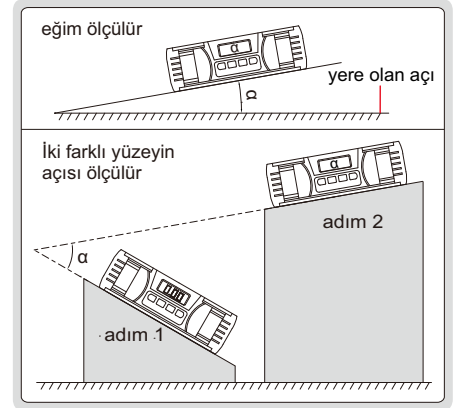 eğim ölçülür
α
yere olan açı
α
İki farklı yüzeyin
açısı ölçülür
α
adım 2
α
adım 1